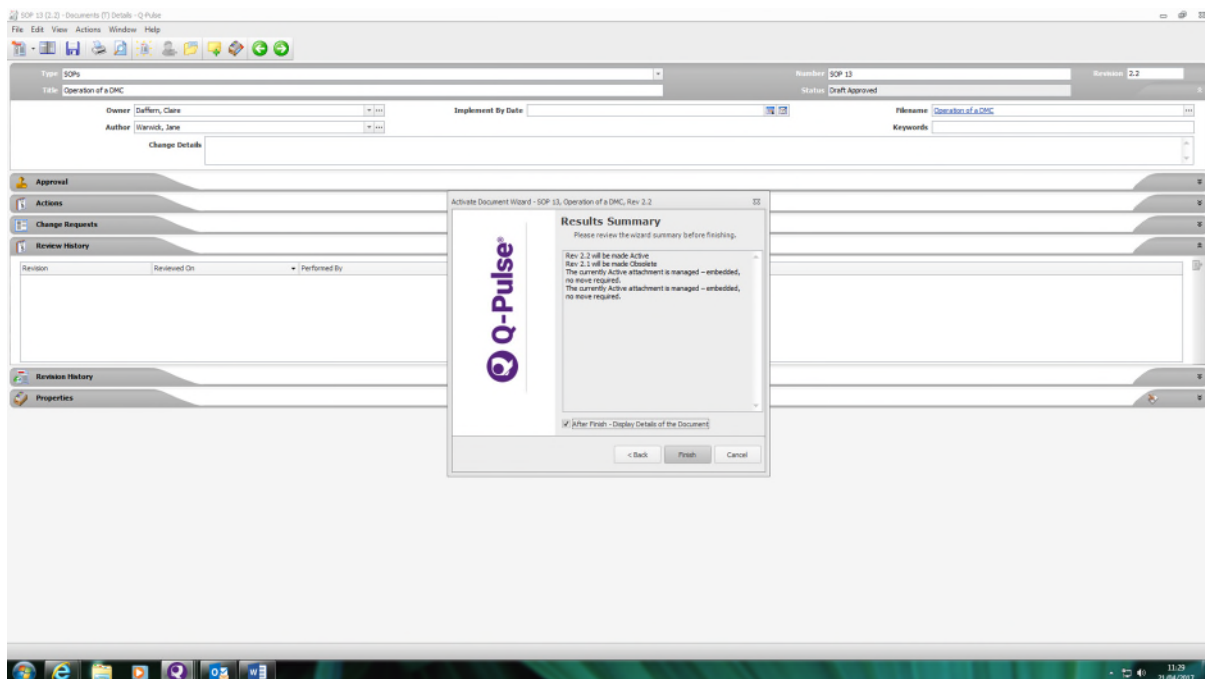 SOP 13 (2.2) - Documents (T) Details - Q-Pulse
File Edit View Actions Window Help
Type SOPs Number SOP 13 Revision 2.2
Title Operation of a DMC Status Draft Approved
Owner Daffern, Claire Implement By Date Filename Operation of a DMC
Author Warwick, Jane Keywords
Change Details
Approval
Actions
Change Requests
Review History
Revision Reviewed On Performed By
Revision History
Properties
Activate Document Wizard - SOP 13, Operation of a DMC, Rev 2.2
Q-Pulse®
Results Summary
Please review the wizard summary before finishing.
Rev 2.2 will be made Active
Rev 2.1 will be made Obsolete
The currently Active attachment is managed – embedded,
no move required.
The currently Active attachment is managed – embedded,
no move required.
After Finish - Display Details of the Document
< Back Finish Cancel
11:29
21/04/2017